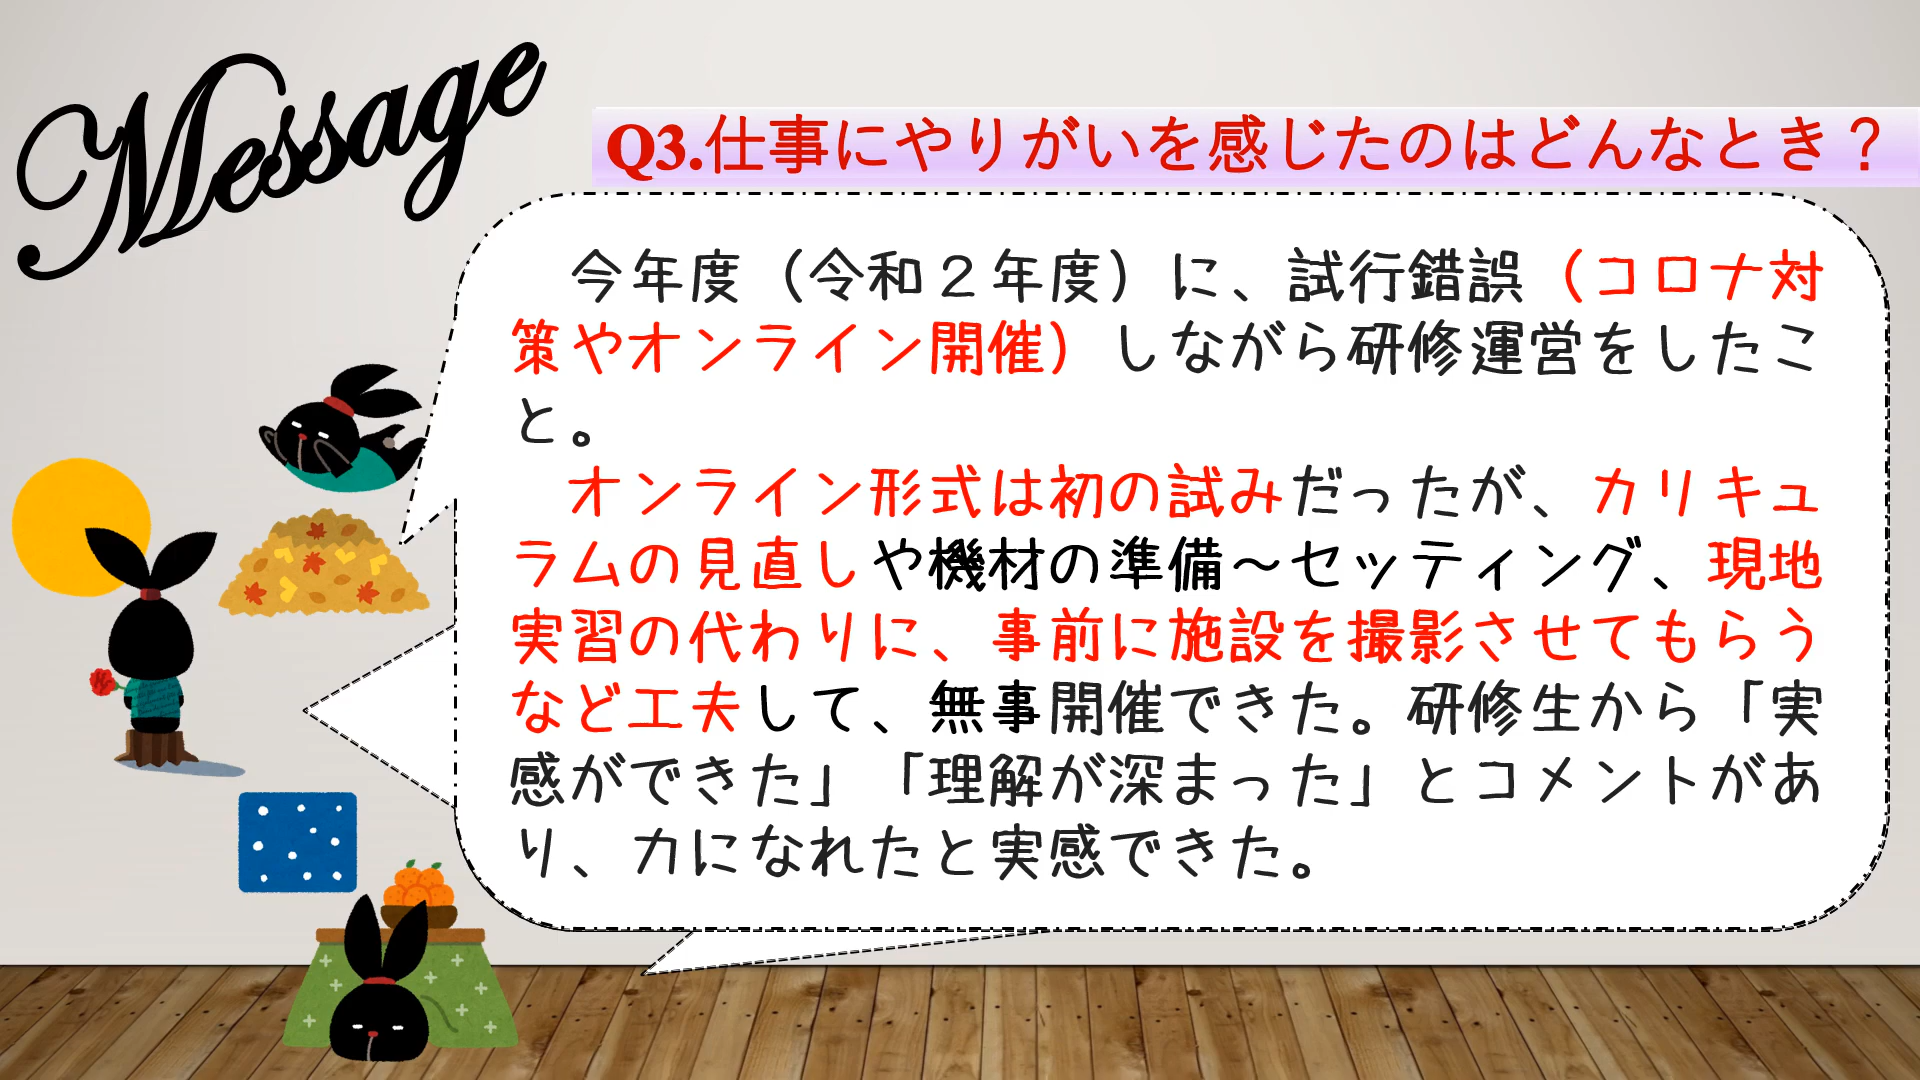 Message
Q3.仕事にやりがいを感じたのはどんなとき？
今年度（令和２年度）に、試行錯誤（コロナ対
策やオンライン開催）しながら研修運営をしたこ
と。
オンライン形式は初の試みだったが、カリキュ
ラムの見直しや機材の準備～セッティング、現地
実習の代わりに、事前に施設を撮影させてもらう
など工夫して、無事開催できた。研修生から「実
感ができた」「理解が深まった」とコメントがあ
り、力になれたと実感できた。